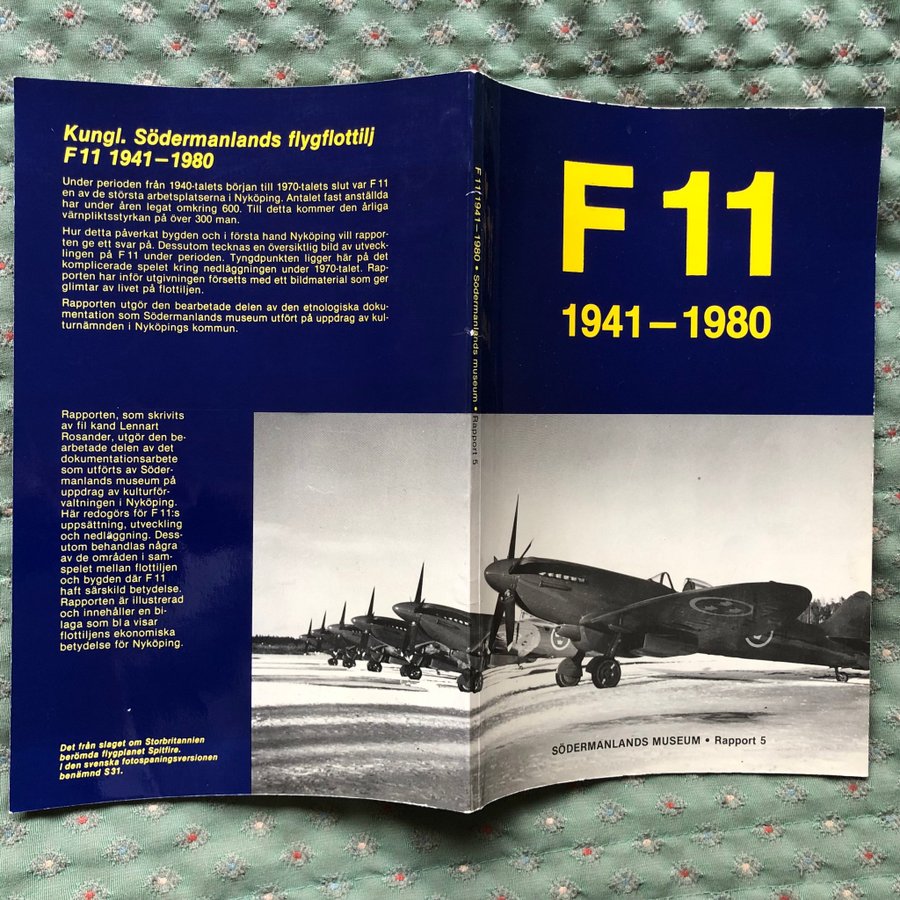 Kungl. Södermanlands flygflottilj
F 11 1941–1980
Under perioden från 1940-talets början till 1970-talets slut var F 11
en av de största arbetsplatserna i Nyköping. Antalet fast anställda
har under åren legat omkring 600. Till detta kommer den årliga
värnpliktsstyrkan på över 300 man.
Hur detta påverkat bygden och i första hand Nyköping vill rappor-
ten ge ett svar på. Dessutom tecknas en översiktlig bild av utveck-
lingen på F 11 under perioden. Tyngdpunkten ligger här på det
komplicerade spelet kring nedläggningen under 1970-talet. Rap-
porten har inför utgivningen försetts med ett bildmaterial som ger
glimtar av livet på flottiljen.
Rapporten utgör den bearbetade delen av den etnologiska doku-
mentation som Södermanlands museum utfört på uppdrag av kul-
turnämnden i Nyköpings kommun.
Rapporten, som skrivits
av fil kand Lennart
Rosander, utgör den be-
arbetade delen av det
dokumentationsarbete
som utförts av Söder-
manlands museum på
uppdrag av kulturför-
valtningen i Nyköping.
Här redogörs för F 11:s
uppsättning, utveckling
och nedläggning. Dess-
utom behandlas några
av de områden i sam-
spelet mellan flottiljen
och bygden där F 11
haft särskild betydelse.
Rapporten är illustrerad
och innehåller en bi-
laga som bl a visar
flottiljens ekonomiska
betydelse för Nyköping.
Det från slaget om Storbritannien
berömda flygplanet Spitfire.
I den svenska fotospaningsversionen
benämnd S 31.
F 11 1941–1980 • Södermanlands museum • Rapport 5
F 11
1941–1980
SÖDERMANLANDS MUSEUM • Rapport 5